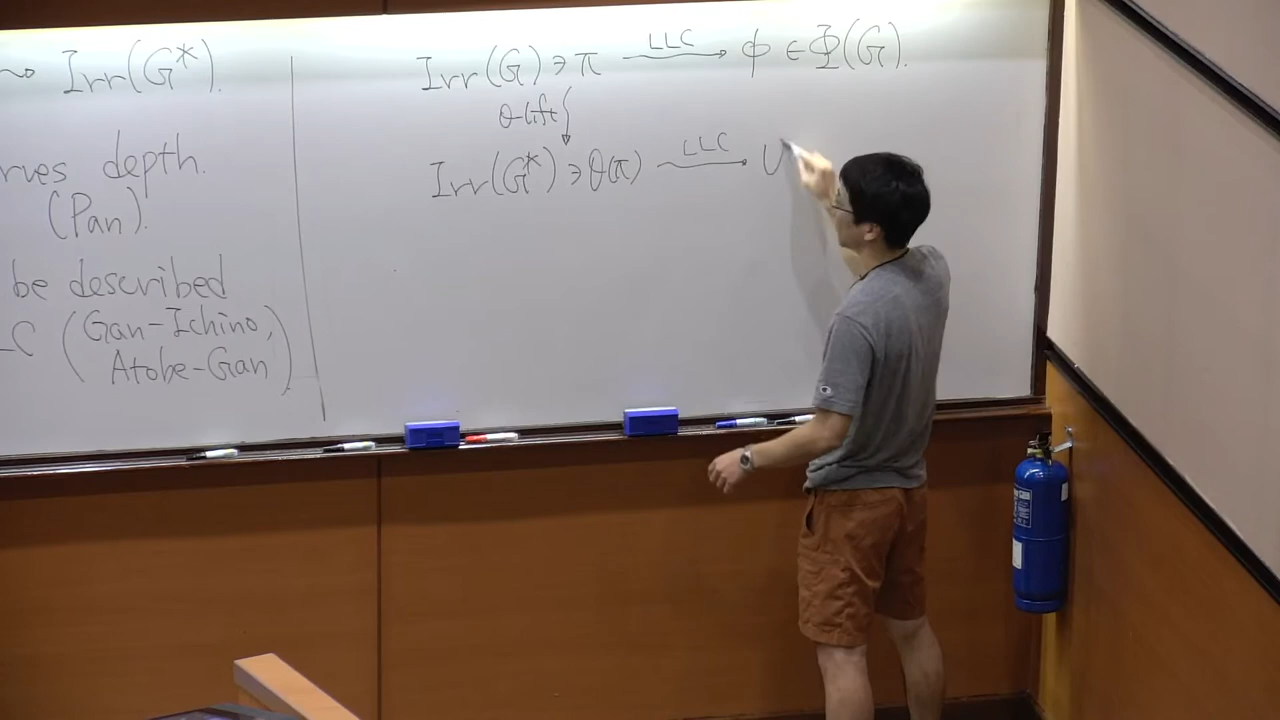 ⇝ Irr(G*).
rves depth.
(Pan).
be described
C (Gan-Ichino,
Atobe-Gan)
Irr(G) ∋ π —LLC→ φ ∈ Φ(G).
θ-lift ↓
Irr(G*) ∋ θ(π) —LLC→